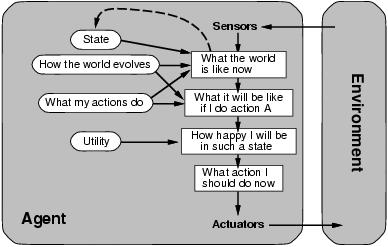 Sensors
State
How the world evolves
What my actions do
Utility
What the world
is like now
What it will be like
if I do action A
How happy I will be
in such a state
What action I
should do now
Agent
Actuators
Environment